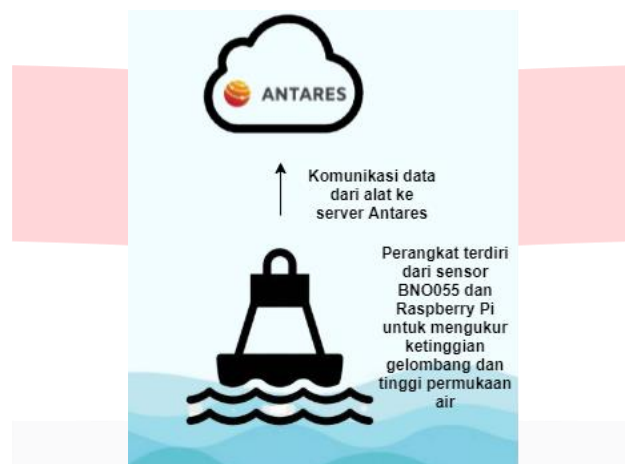 ANTARES
Komunikasi data
dari alat ke
server Antares
Perangkat terdiri
dari sensor
BNO055 dan
Raspberry Pi
untuk mengukur
ketinggian
gelombang dan
tinggi permukaan
air